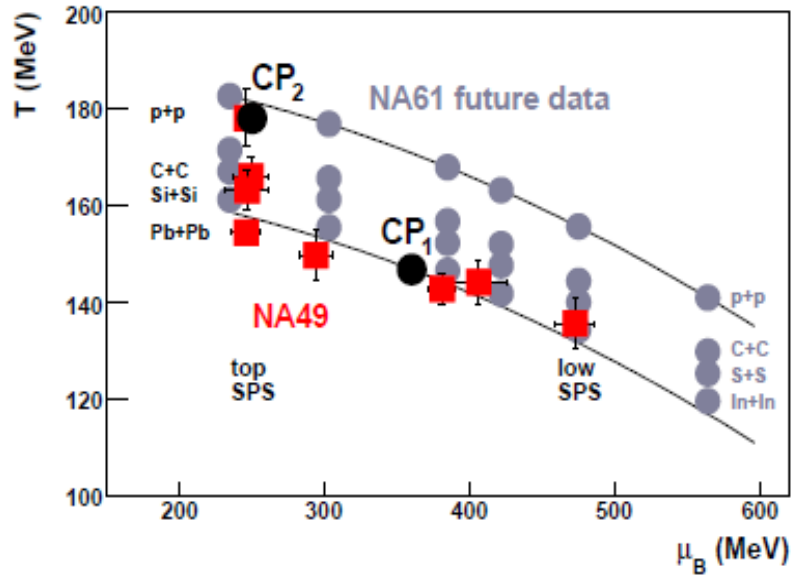 T (MeV)
200
180
160
140
120
100
CP2
NA61 future data
p+p
C+C
Si+Si
Pb+Pb
CP1
NA49
top
SPS
low
SPS
p+p
C+C
S+S
In+In
200
300
400
500
600
μB (MeV)